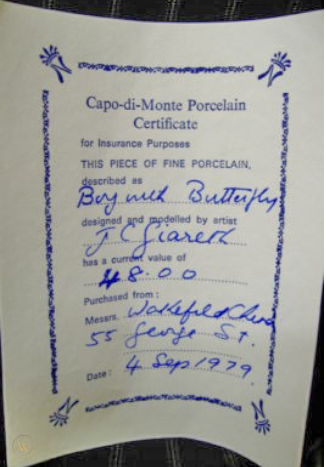 Capo-di-Monte Porcelain
Certificate
for Insurance Purposes
THIS PIECE OF FINE PORCELAIN,
described as
Boy with Butterfly
designed and modelled by artist
has a current value of
48.00
Purchased from :
Messrs. Wakefield China
55 George St.
Date : 4 Sep 1979.